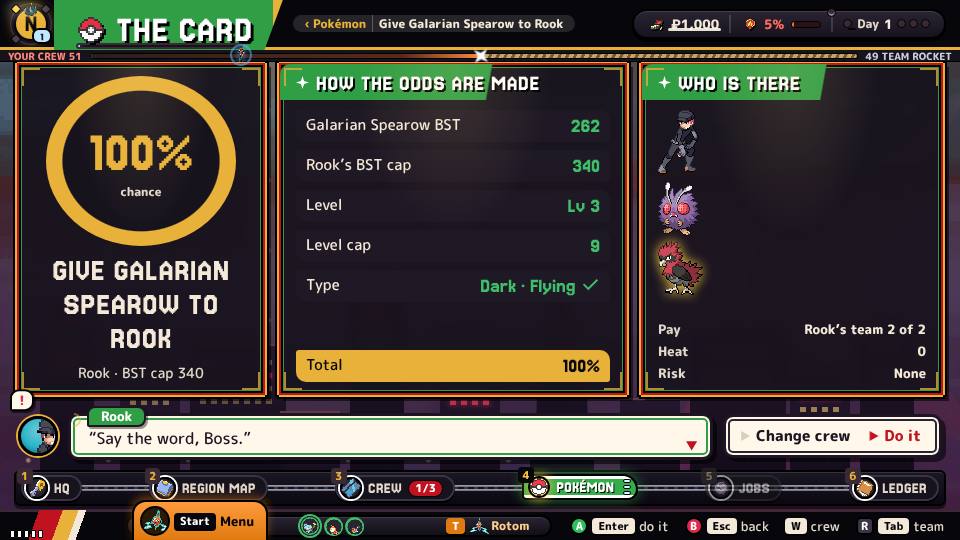 N
1
THE CARD
‹ Pokémon | Give Galarian Spearow to Rook
₽1,000
5%
Day 1
YOUR CREW 51
49 TEAM ROCKET
100%
chance
GIVE GALARIAN
SPEAROW TO
ROOK
Rook · BST cap 340
HOW THE ODDS ARE MADE
Galarian Spearow BST 262
Rook's BST cap 340
Level Lv 3
Level cap 9
Type Dark · Flying ✓
Total 100%
WHO IS THERE
Pay Rook's team 2 of 2
Heat 0
Risk None
!
Rook
“Say the word, Boss.”
Change crew
Do it
1 HQ
2 REGION MAP
3 CREW 1/3
4 POKÉMON
5 JOBS
6 LEDGER
Start Menu
T Rotom
A Enter do it
B Esc back
W crew
R Tab team